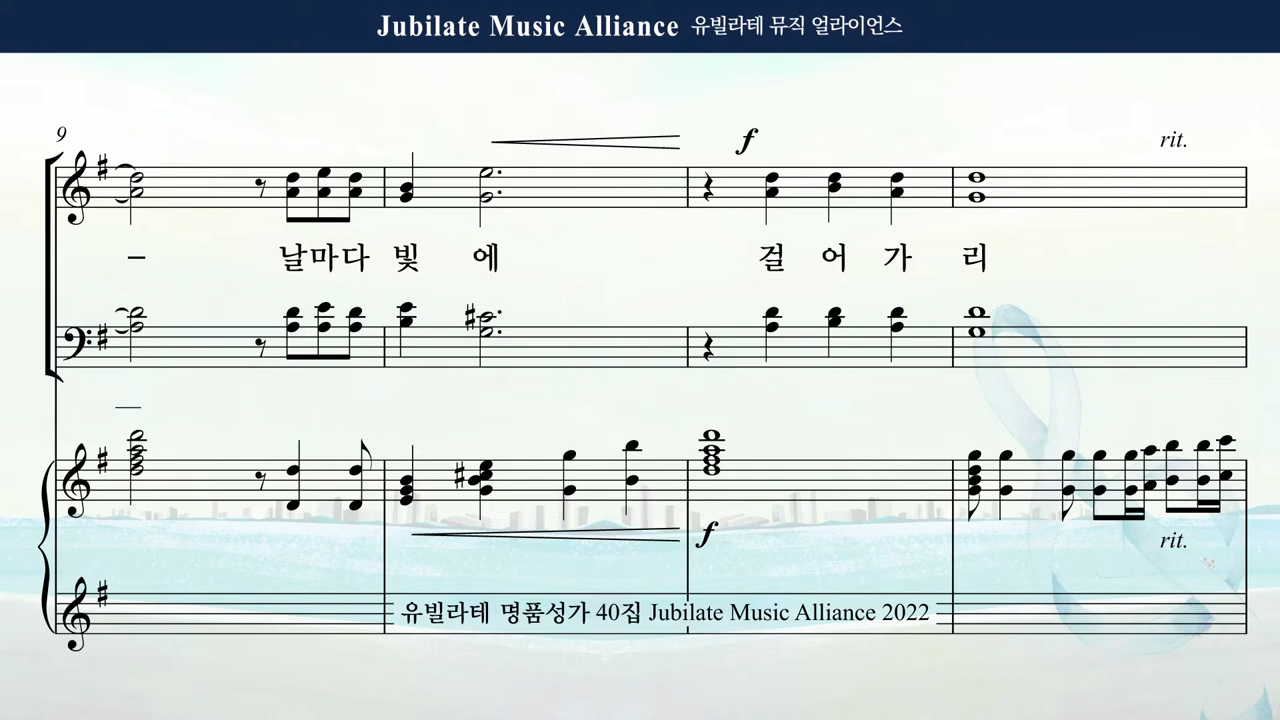 Jubilate Music Alliance 유빌라테 뮤직 얼라이언스
9
f
rit.
– 날마다 빛 에 걸 어 가 리
f
rit.
유빌라테 명품성가 40집 Jubilate Music Alliance 2022